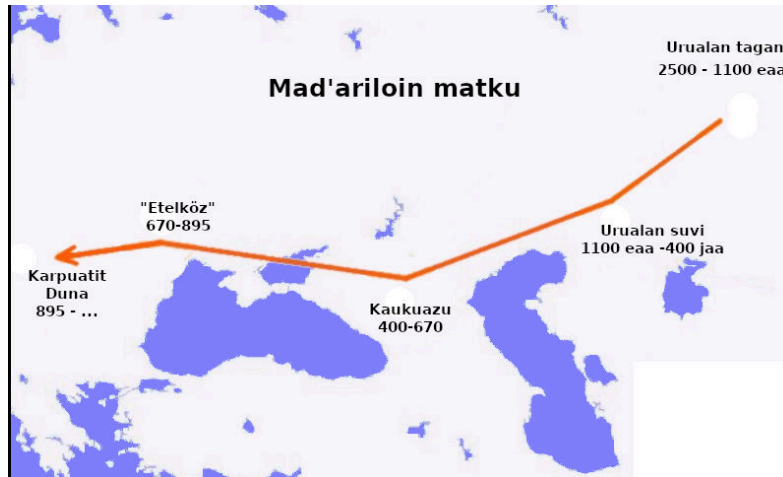 Urualan tagan
2500 - 1100 eaa
Mad'ariloin matku
"Etelköz"
670-895
Urualan suvi
1100 eaa -400 jaa
Karpuatit
Duna
895 - ...
Kaukuazu
400-670